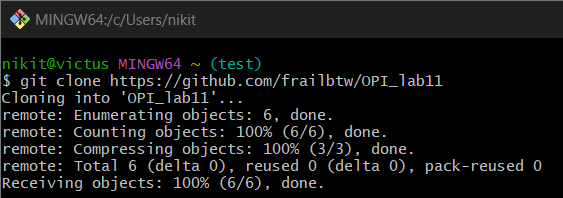 MINGW64:/c/Users/nikit
nikit@victus MINGW64 ~ (test)
$ git clone https://github.com/frailbtw/OPI_lab11
Cloning into 'OPI_lab11'...
remote: Enumerating objects: 6, done.
remote: Counting objects: 100% (6/6), done.
remote: Compressing objects: 100% (3/3), done.
remote: Total 6 (delta 0), reused 0 (delta 0), pack-reused 0
Receiving objects: 100% (6/6), done.